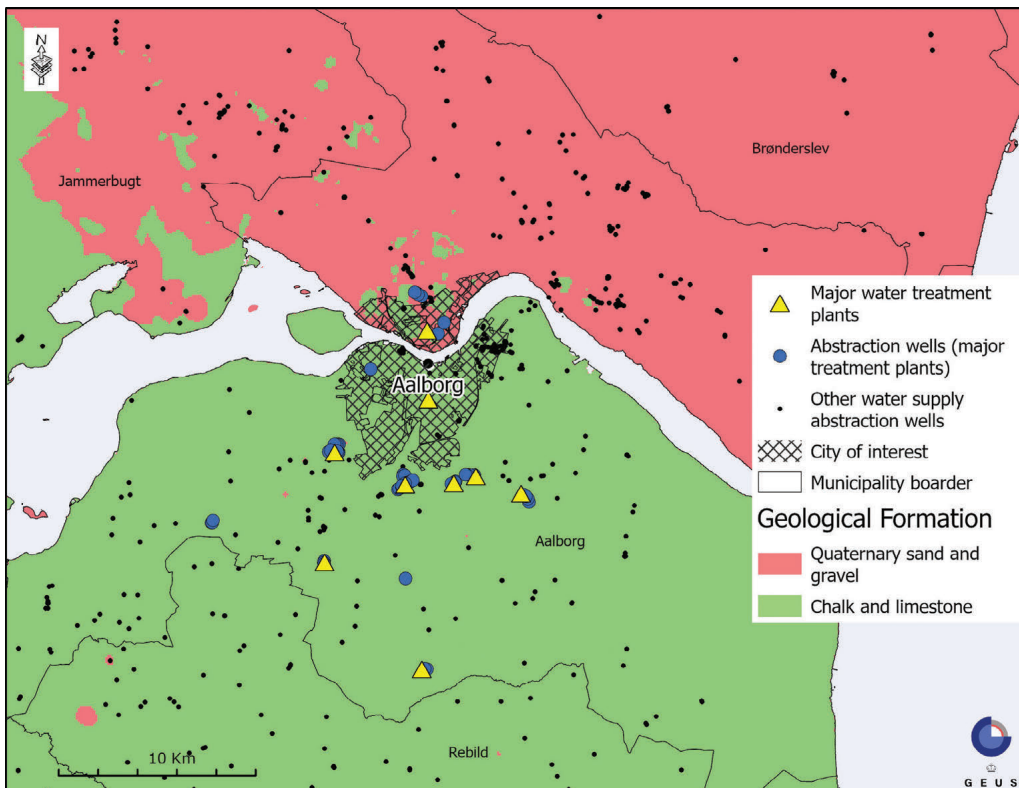 N
Brønderslev
Jammerbugt
Aalborg
Aalborg
Rebild
10 Km
Major water treatment
plants
Abstraction wells (major
treatment plants)
Other water supply
abstraction wells
City of interest
Municipality boarder
Geological Formation
Quaternary sand and
gravel
Chalk and limestone
G E U S